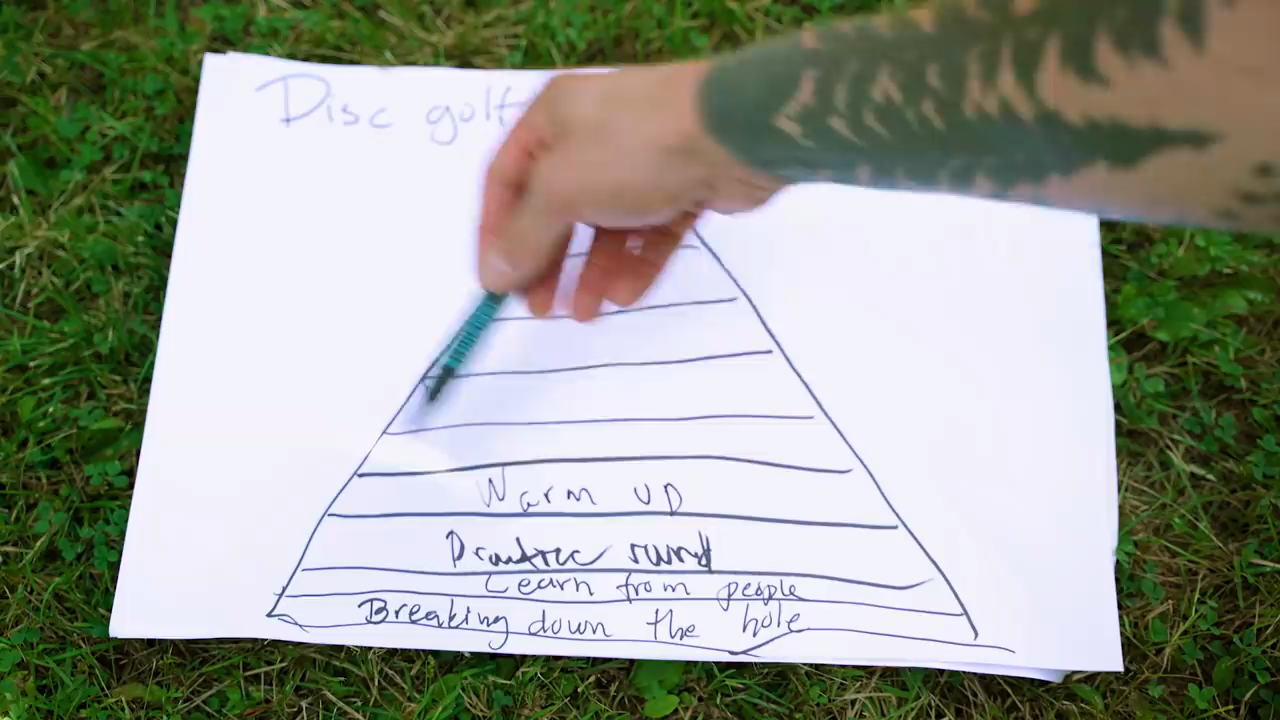 Disc golf
Warm up
Practice round
Learn from people
Breaking down the hole